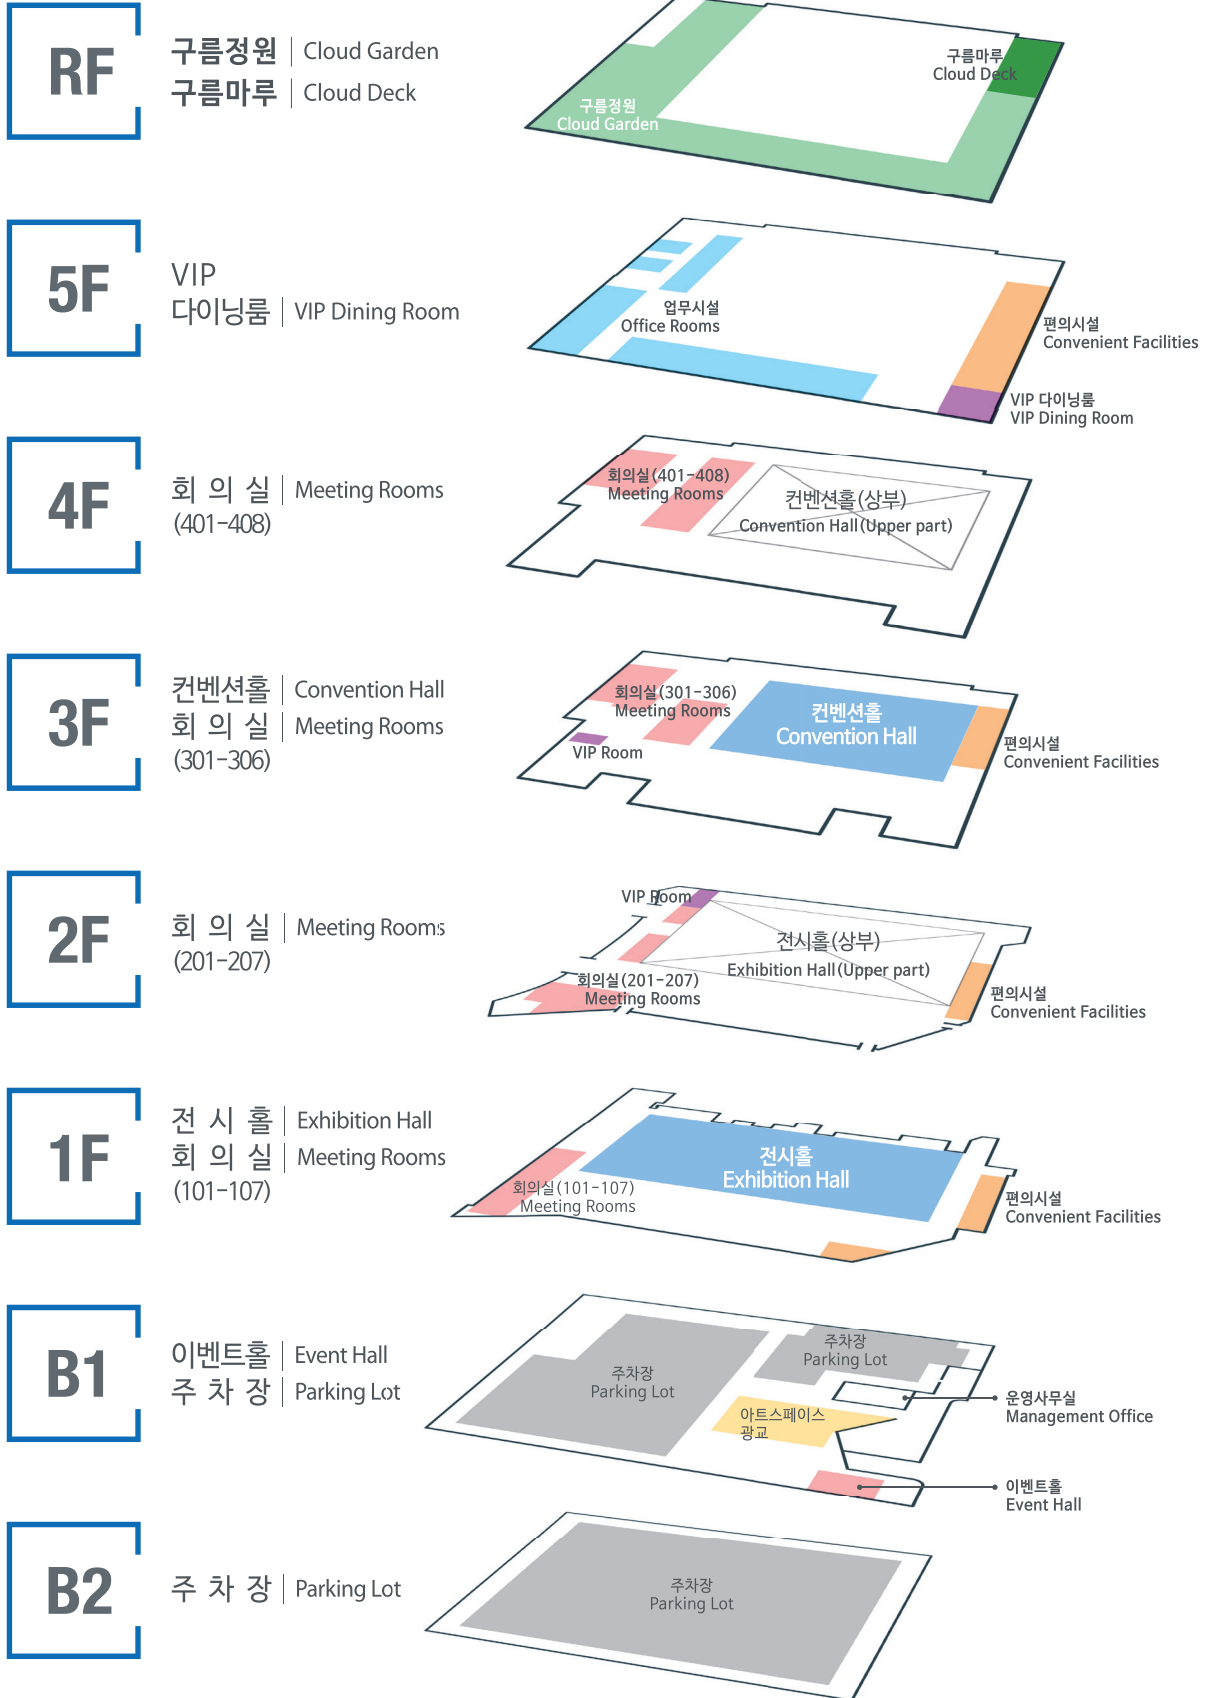 RF
구름정원 | Cloud Garden
구름마루 | Cloud Deck
구름마루
Cloud Deck
구름정원
Cloud Garden
5F
VIP
다이닝룸 | VIP Dining Room
업무시설
Office Rooms
편의시설
Convenient Facilities
VIP 다이닝룸
VIP Dining Room
4F
회 의 실 | Meeting Rooms
(401-408)
회의실(401-408)
Meeting Rooms
컨벤션홀(상부)
Convention Hall(Upper part)
3F
컨벤션홀 | Convention Hall
회 의 실 | Meeting Rooms
(301-306)
회의실(301-306)
Meeting Rooms
컨벤션홀
Convention Hall
VIP Room
편의시설
Convenient Facilities
2F
회 의 실 | Meeting Rooms
(201-207)
VIP Room
전시홀(상부)
Exhibition Hall(Upper part)
회의실(201-207)
Meeting Rooms
편의시설
Convenient Facilities
1F
전 시 홀 | Exhibition Hall
회 의 실 | Meeting Rooms
(101-107)
전시홀
Exhibition Hall
회의실(101-107)
Meeting Rooms
편의시설
Convenient Facilities
B1
이벤트홀 | Event Hall
주 차 장 | Parking Lot
주차장
Parking Lot
주차장
Parking Lot
아트스페이스
광교
운영사무실
Management Office
이벤트홀
Event Hall
B2
주 차 장 | Parking Lot
주차장
Parking Lot